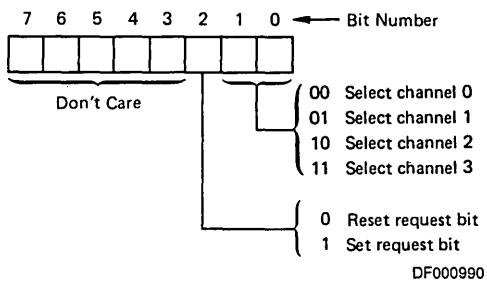 7 6 5 4 3 2 1 0 Bit Number
Don't Care
00 Select channel 0
01 Select channel 1
10 Select channel 2
11 Select channel 3
0 Reset request bit
1 Set request bit
DF000990